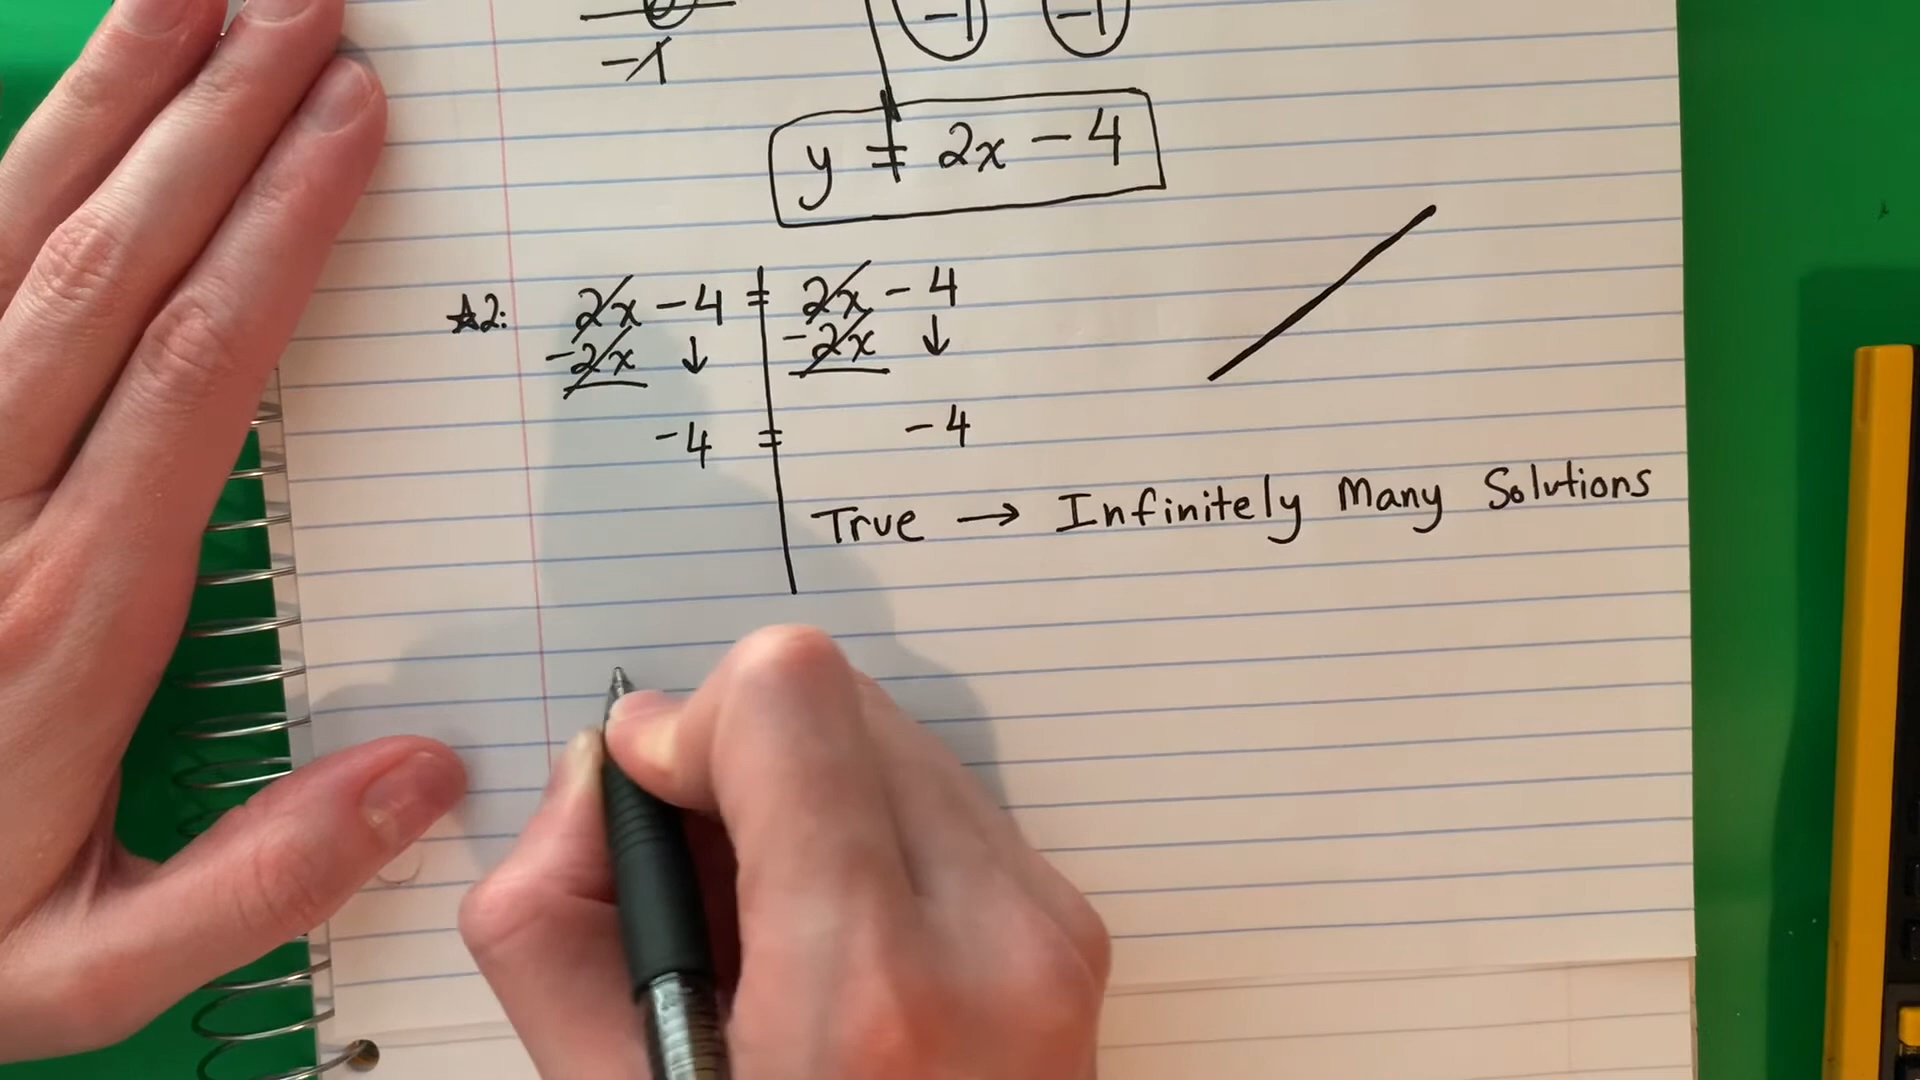 -1 -1
-1
y = 2x - 4
☆2: 2x - 4 = 2x - 4
-2x ↓ -2x ↓
-4 = -4
True → Infinitely Many Solutions